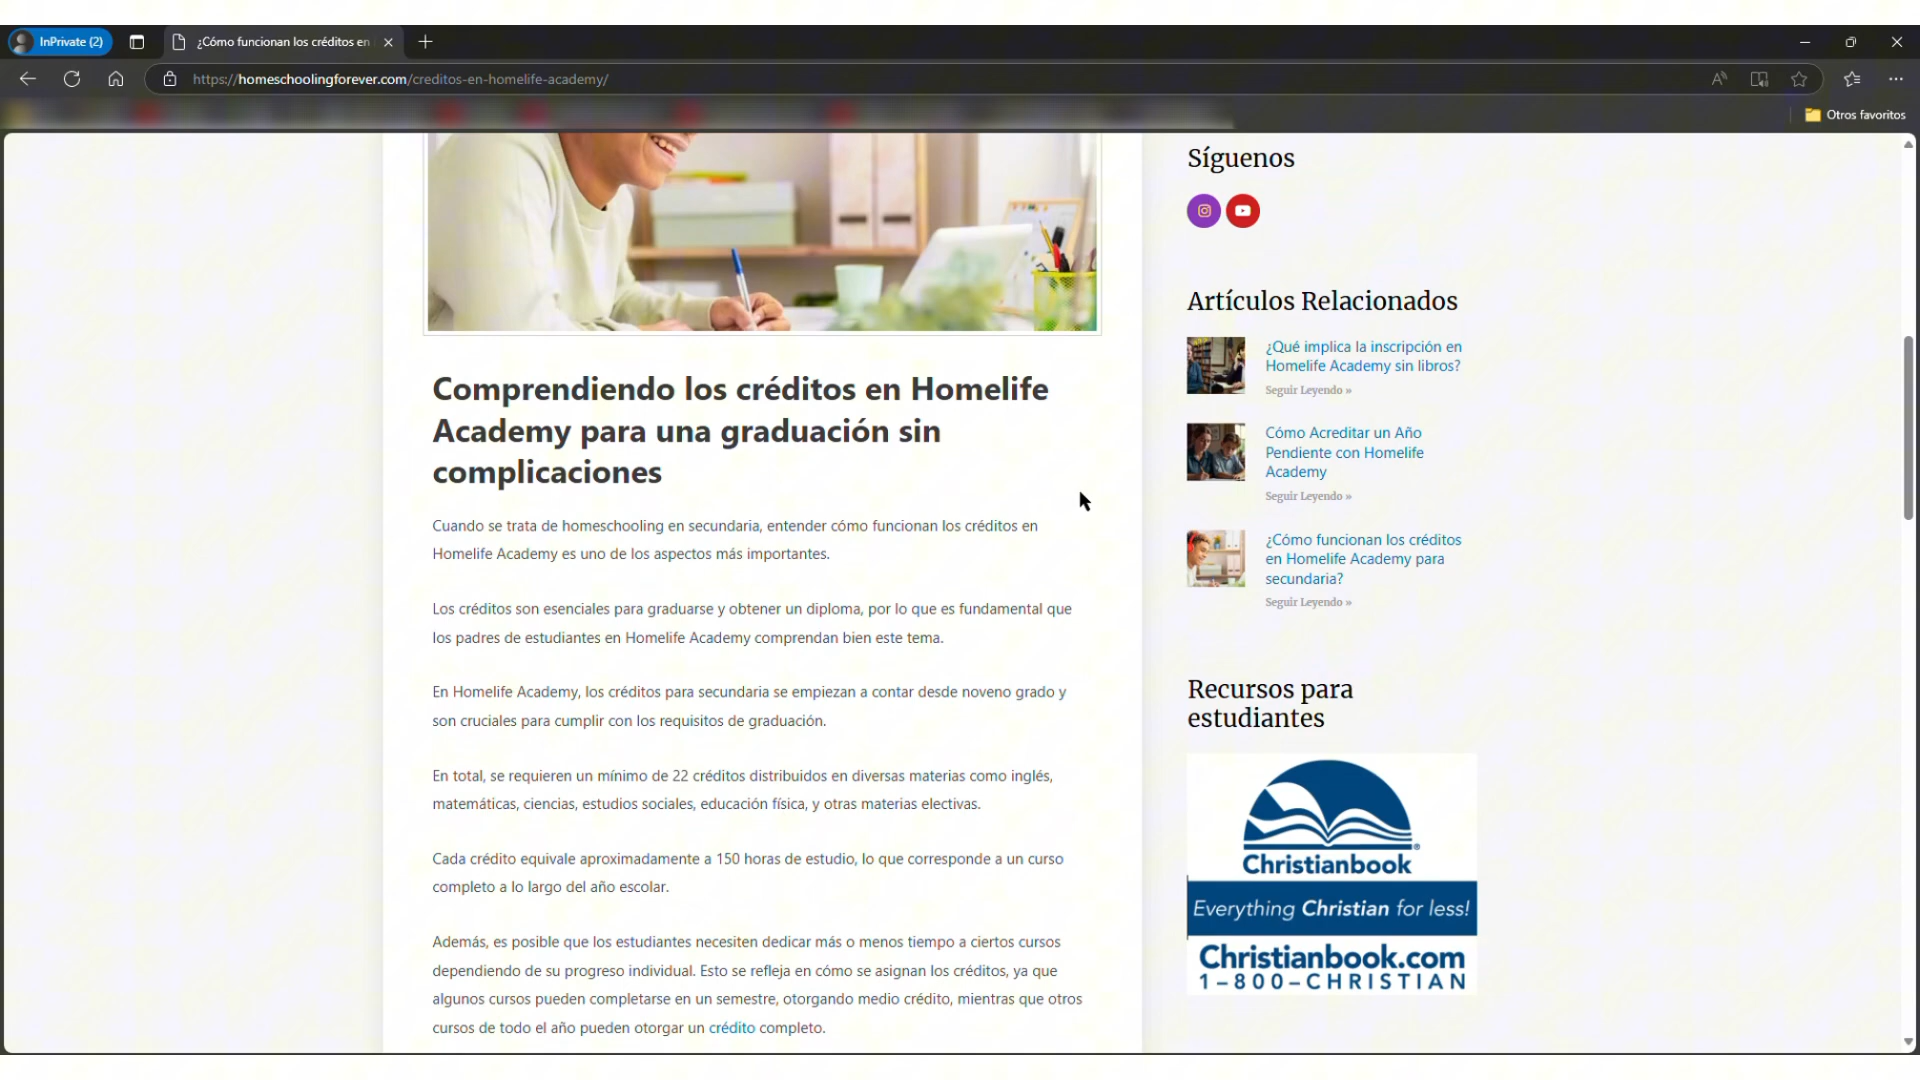 InPrivate (2)
¿Cómo funcionan los créditos en
https://homeschoolingforever.com/creditos-en-homelife-academy/
Otros favoritos
Comprendiendo los créditos en Homelife
Academy para una graduación sin
complicaciones
Cuando se trata de homeschooling en secundaria, entender cómo funcionan los créditos en
Homelife Academy es uno de los aspectos más importantes.
Los créditos son esenciales para graduarse y obtener un diploma, por lo que es fundamental que
los padres de estudiantes en Homelife Academy comprendan bien este tema.
En Homelife Academy, los créditos para secundaria se empiezan a contar desde noveno grado y
son cruciales para cumplir con los requisitos de graduación.
En total, se requieren un mínimo de 22 créditos distribuidos en diversas materias como inglés,
matemáticas, ciencias, estudios sociales, educación física, y otras materias electivas.
Cada crédito equivale aproximadamente a 150 horas de estudio, lo que corresponde a un curso
completo a lo largo del año escolar.
Además, es posible que los estudiantes necesiten dedicar más o menos tiempo a ciertos cursos
dependiendo de su progreso individual. Esto se refleja en cómo se asignan los créditos, ya que
algunos cursos pueden completarse en un semestre, otorgando medio crédito, mientras que otros
cursos de todo el año pueden otorgar un crédito completo.
Síguenos
Artículos Relacionados
¿Qué implica la inscripción en
Homelife Academy sin libros?
Seguir Leyendo »
Cómo Acreditar un Año
Pendiente con Homelife
Academy
Seguir Leyendo »
¿Cómo funcionan los créditos
en Homelife Academy para
secundaria?
Seguir Leyendo »
Recursos para
estudiantes
Christianbook®
Everything Christian for less!
Christianbook.com
1–800–CHRISTIAN